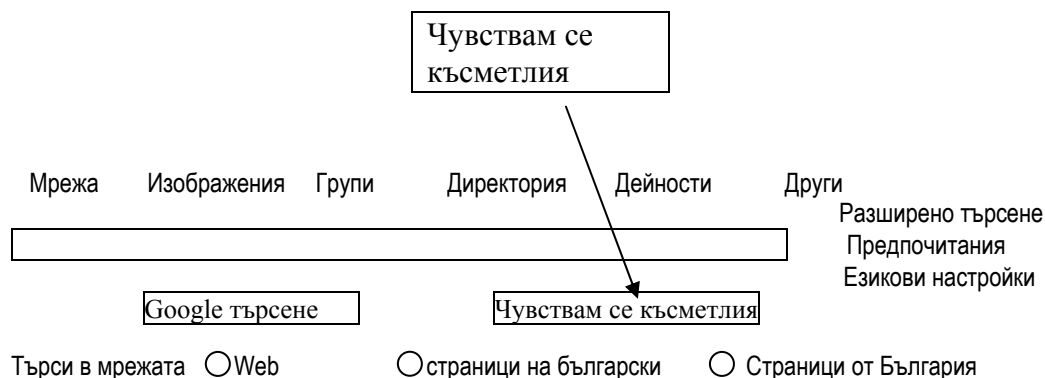 Чувствам се
късметлия
Мрежа Изображения Групи Директория Дейности Други
Разширено търсене
Предпочитания
Езикови настройки
Google търсене Чувствам се късметлия
Търси в мрежата Web страници на български Страници от България